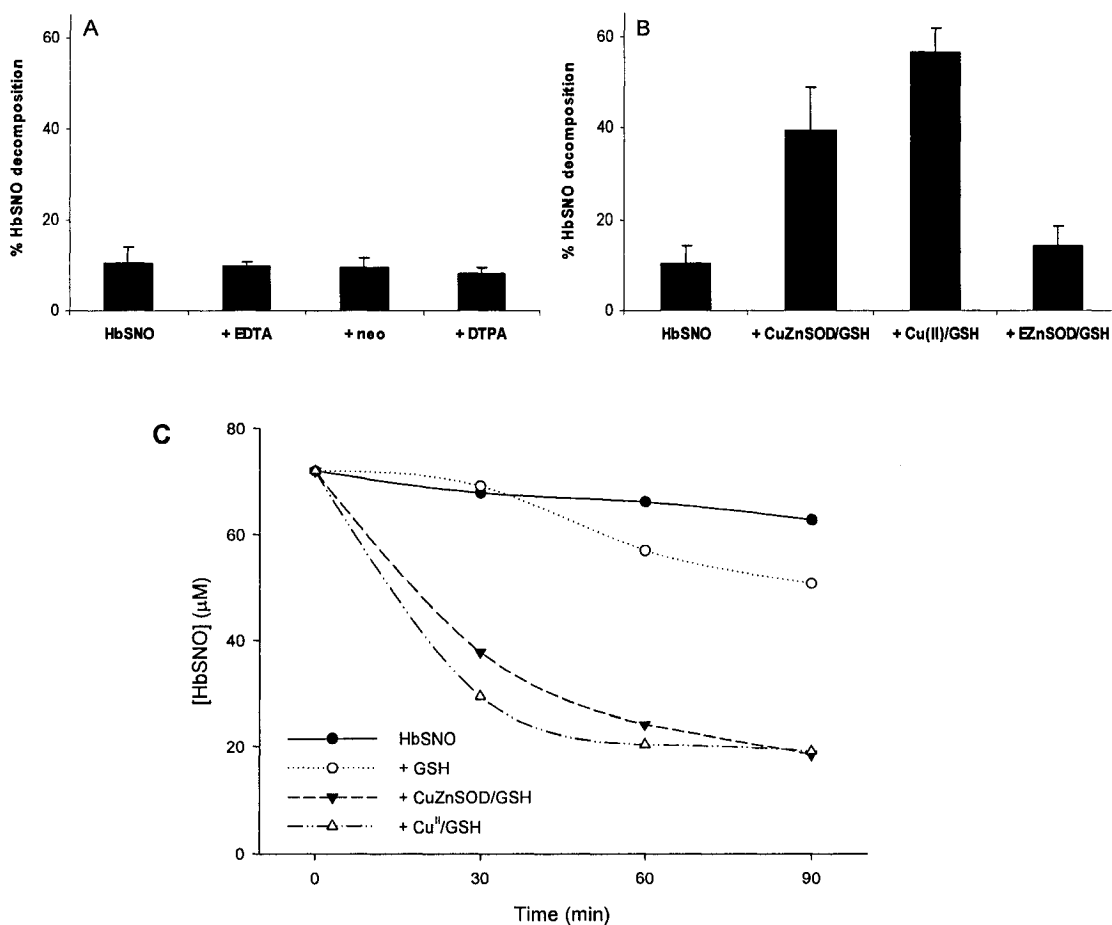 A
% HbSNO decomposition
60
40
20
0
HbSNO
+ EDTA
+ neo
+ DTPA
B
% HbSNO decomposition
60
40
20
0
HbSNO
+ CuZnSOD/GSH
+ Cu(II)/GSH
+ EZnSOD/GSH
C
[HbSNO] (μM)
80
60
40
20
0
HbSNO
+ GSH
+ CuZnSOD/GSH
+ Cu^II/GSH
0
30
60
90
Time (min)